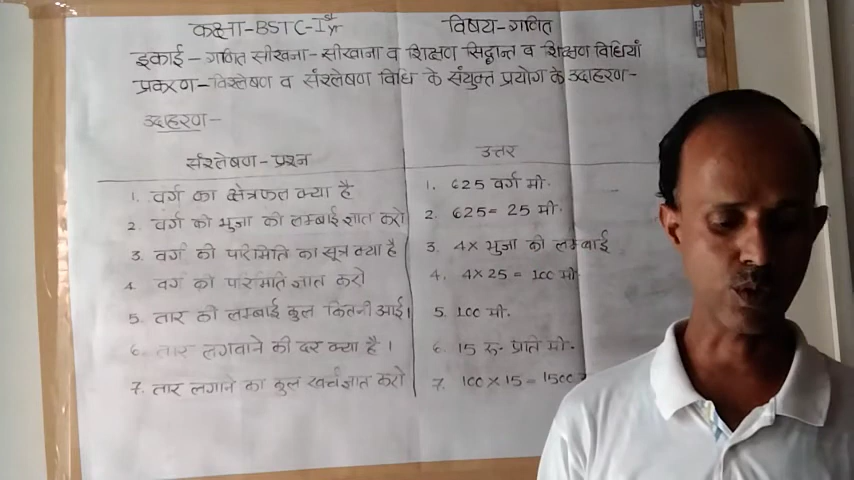 कक्षा-BSTC-Ist yr विषय-गणित
इकाई - गणित सीखना- सीखाना व शिक्षण सिद्धान्त व शिक्षण विधियां
प्रकरण-विश्लेषण व संश्लेषण विधि के संयुक्त प्रयोग के उदाहरण-
उदाहरण-
संश्लेषण-प्रश्न उत्तर
1. वर्ग का क्षेत्रफल क्या है 1. 625 वर्ग मी.
2. वर्ग की भुजा की लम्बाई ज्ञात करो 2. 625 = 25 मी.
3. वर्ग की परिमिति का सूत्र क्या है 3. 4× भुजा की लम्बाई
4. वर्ग की परिमिति ज्ञात करो 4. 4×25 = 100 मी.
5. तार की लम्बाई कुल कितनी आई। 5. 100 मी.
6. तार लगवाने की दर क्या है। 6. 15 रू. प्रति मी.
7. तार लगाने का कुल खर्च ज्ञात करो 7. 100×15 = 1500